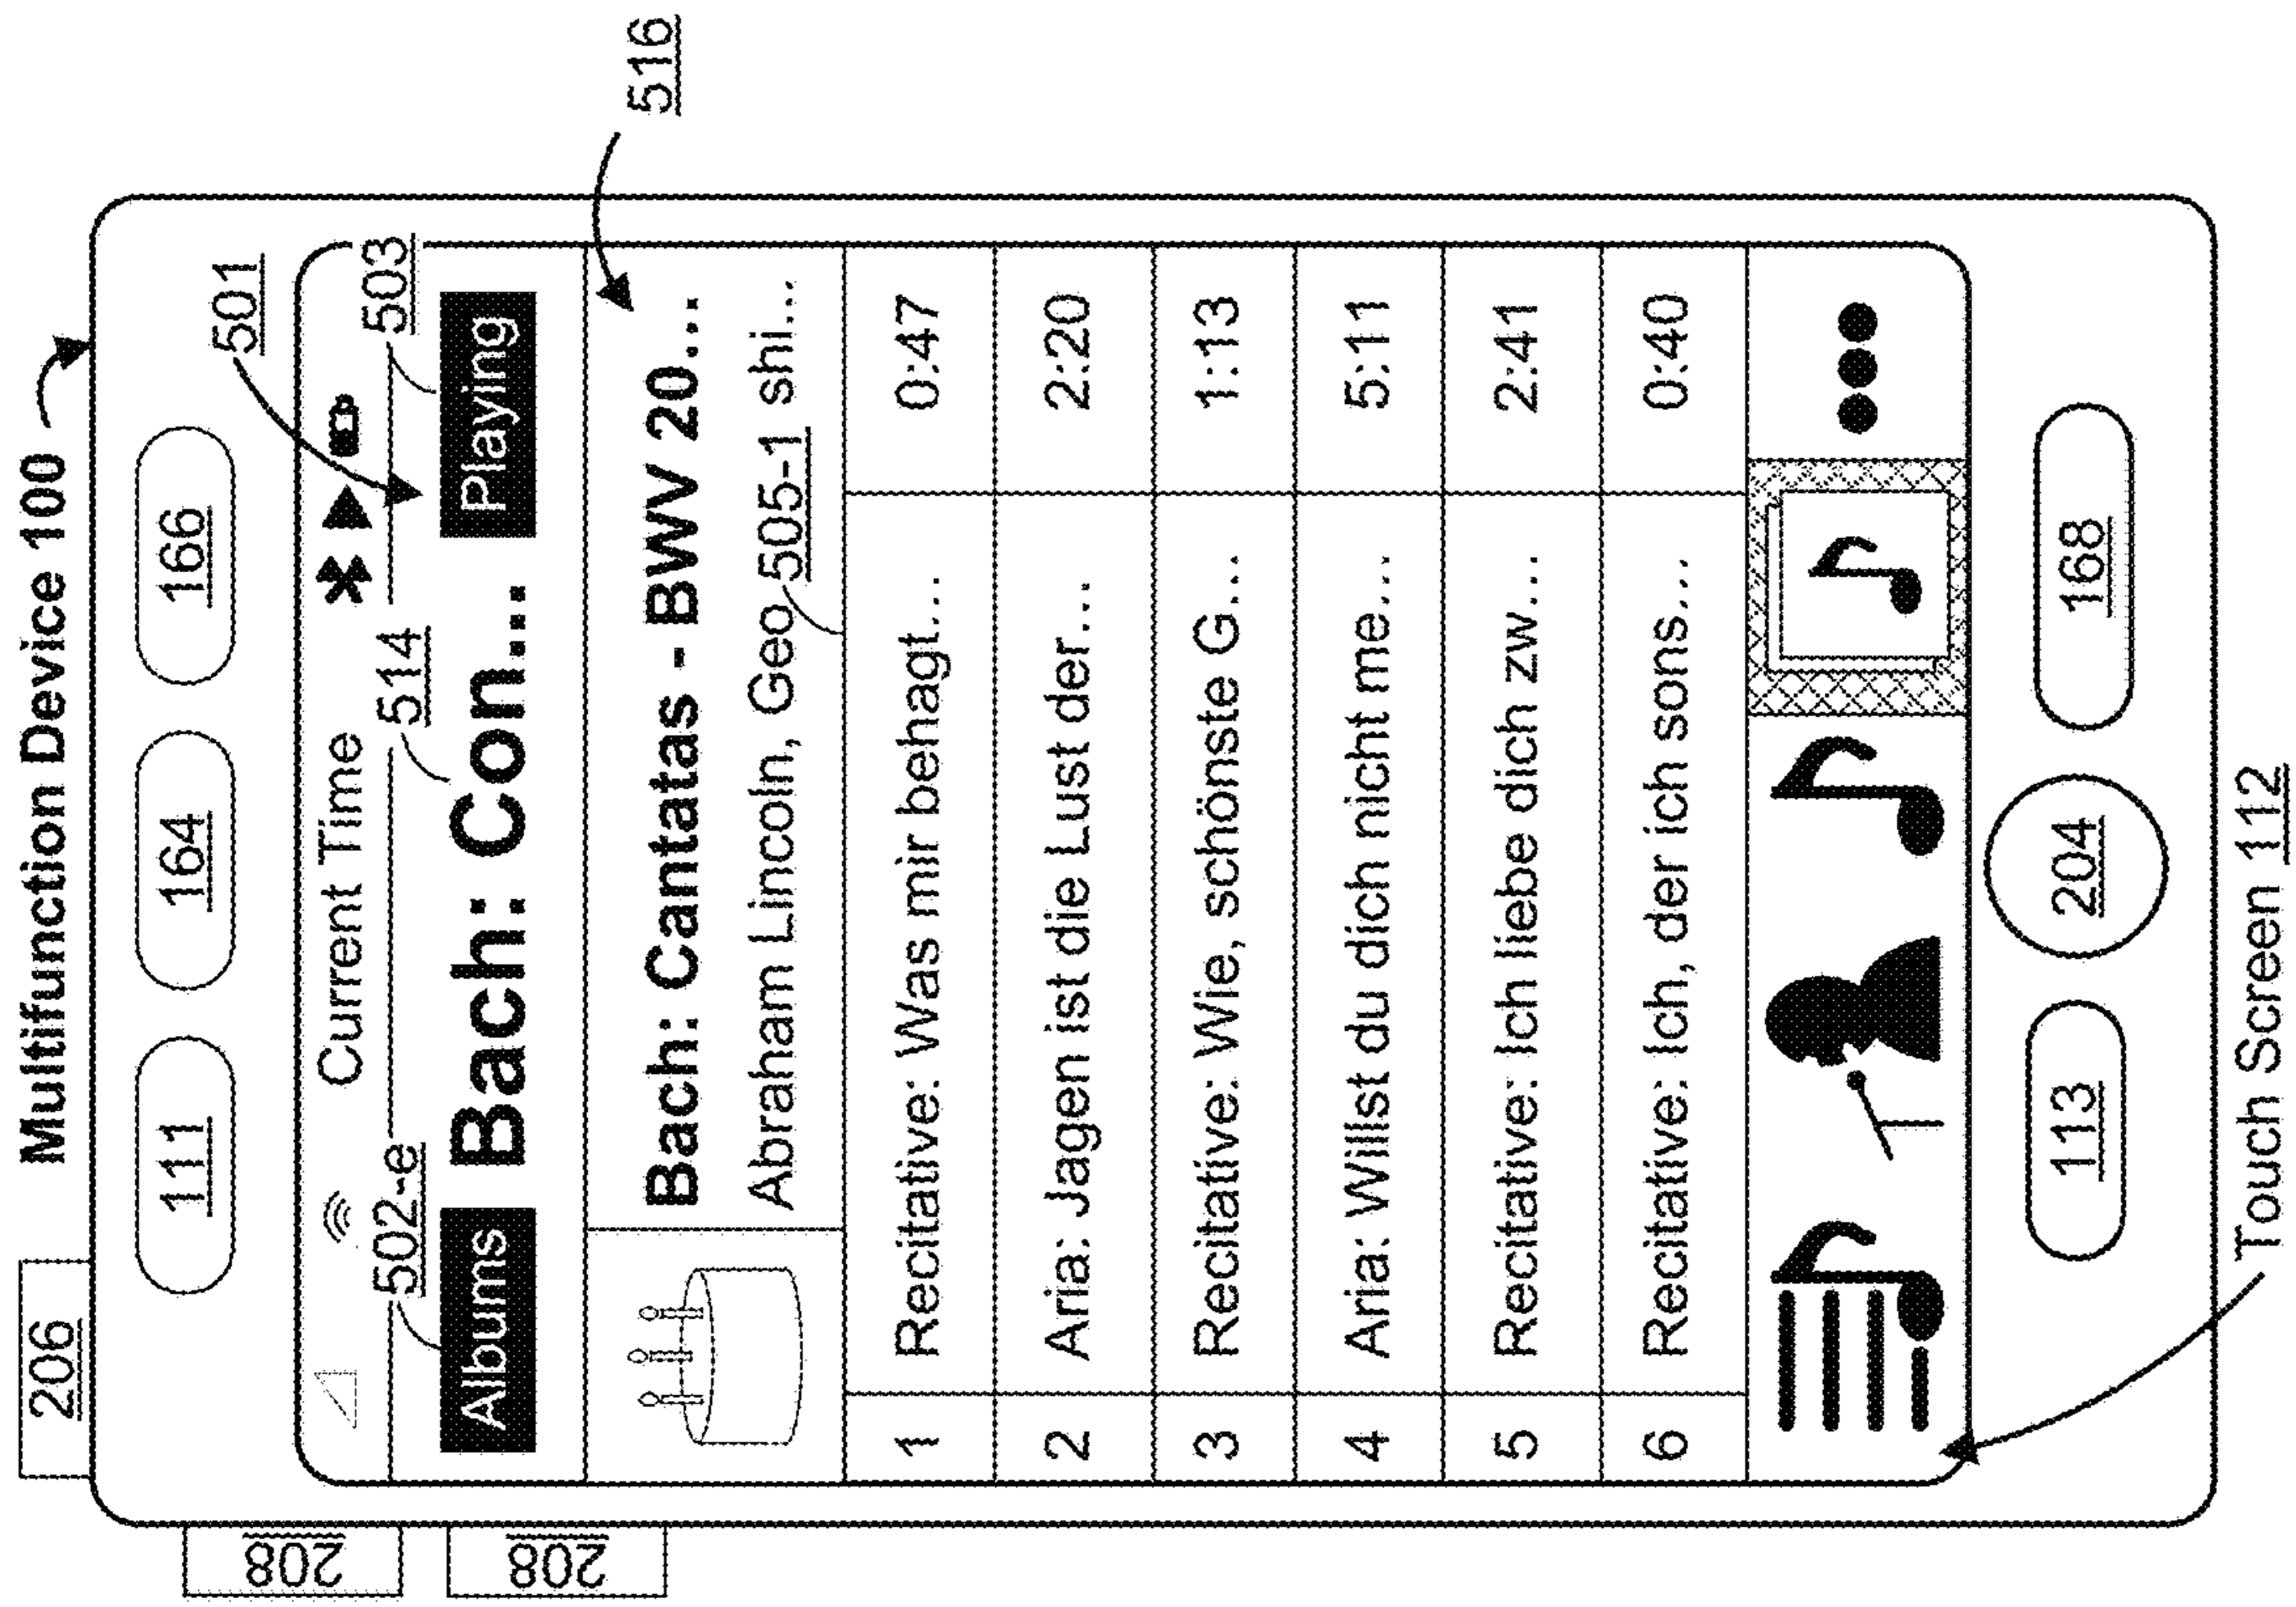 Multifunction Device 100
206
208
208
111 164 166
501
Current Time
502-e 514 503
Albums Bach: Con... Playing
516
Bach: Cantatas - BWV 20...
Abraham Lincoln, Geo 505-1 shi...
1 Recitative: Was mir behagt... 0:47
2 Aria: Jagen ist die Lust der... 2:20
3 Recitative: Wie, schönste G... 1:13
4 Aria: Willst du dich nicht me... 5:11
5 Recitative: Ich liebe dich zw... 2:41
6 Recitative: Ich, der ich sons... 0:40
113 204 168
Touch Screen 112